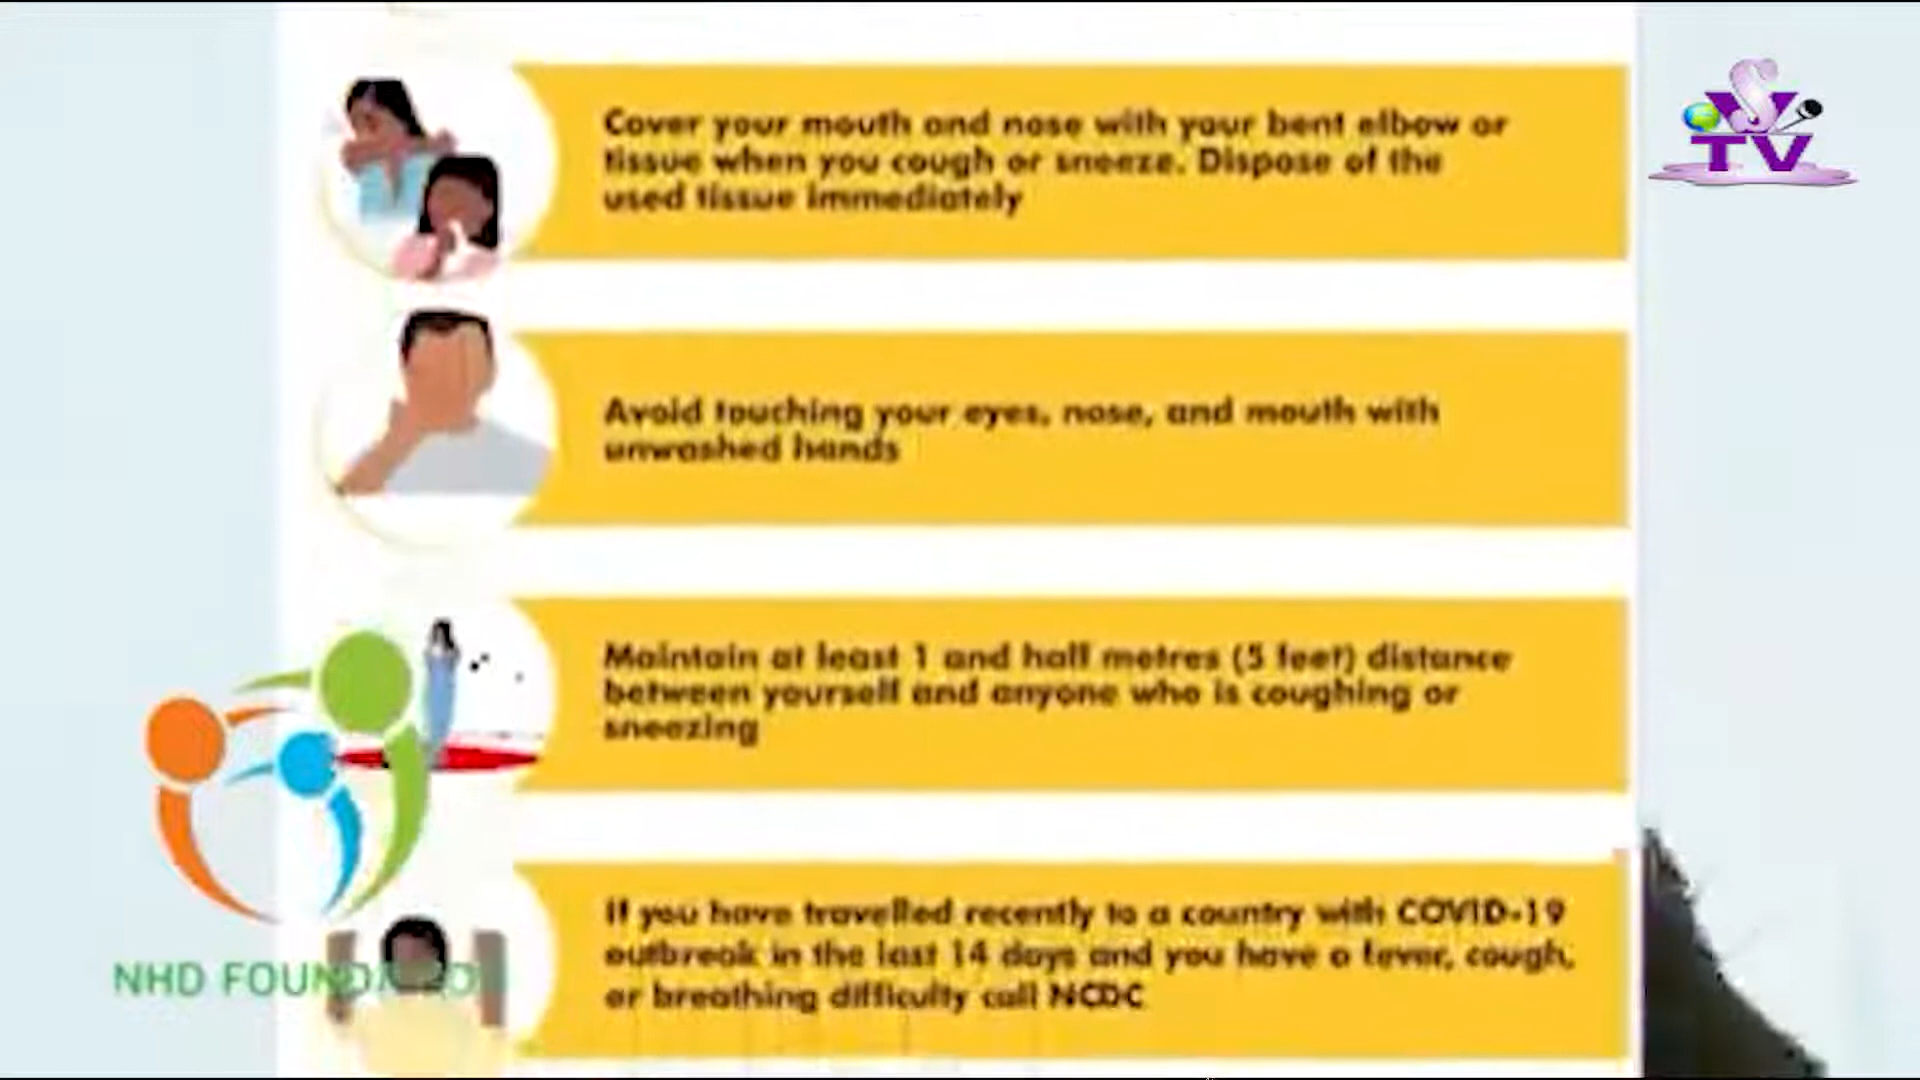 Cover your mouth and nose with your bent elbow or
tissue when you cough or sneeze. Dispose of the
used tissue immediately
S
TV
Avoid touching your eyes, nose, and mouth with
unwashed hands
Maintain at least 1 and half metres (5 feet) distance
between yourself and anyone who is coughing or
sneezing
If you have travelled recently to a country with COVID-19
outbreak in the last 14 days and you have a fever, cough,
or breathing difficulty call NCDC
NHD FOUNDATION